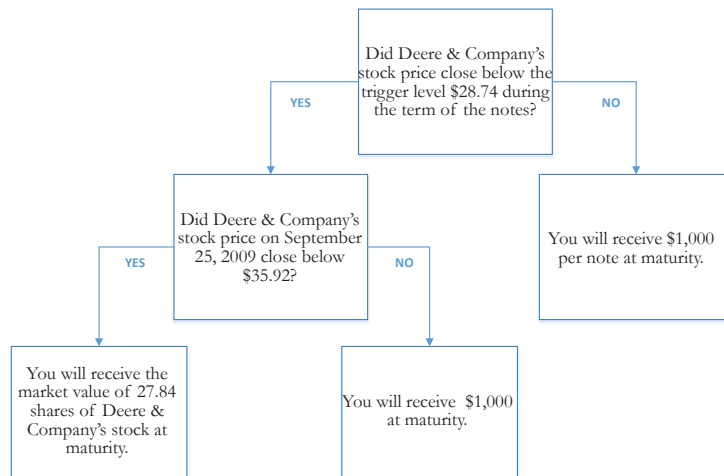 Did Deere & Company's
stock price close below the
trigger level $28.74 during
the term of the notes?
YES
NO
Did Deere & Company's
stock price on September
25, 2009 close below
$35.92?
You will receive $1,000
per note at maturity.
YES
NO
You will receive the
market value of 27.84
shares of Deere &
Company's stock at
maturity.
You will receive $1,000
at maturity.